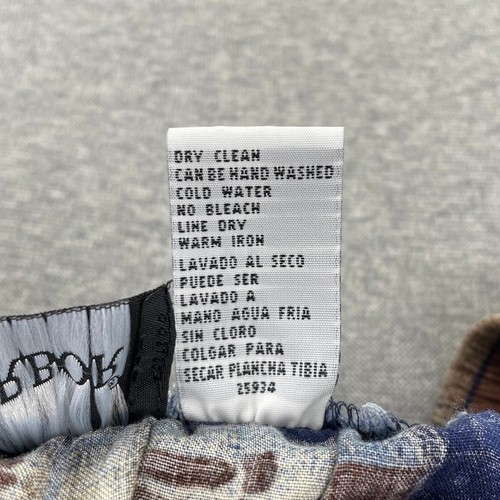 DRY CLEAN
CAN BE HAND WASHED
COLD WATER
NO BLEACH
LINE DRY
WARM IRON
LAVADO AL SECO
PUEDE SER
LAVADO A
MANO AGUA FRIA
SIN CLORO
COLGAR PARA
SECAR PLANCHA TIBIA
25934